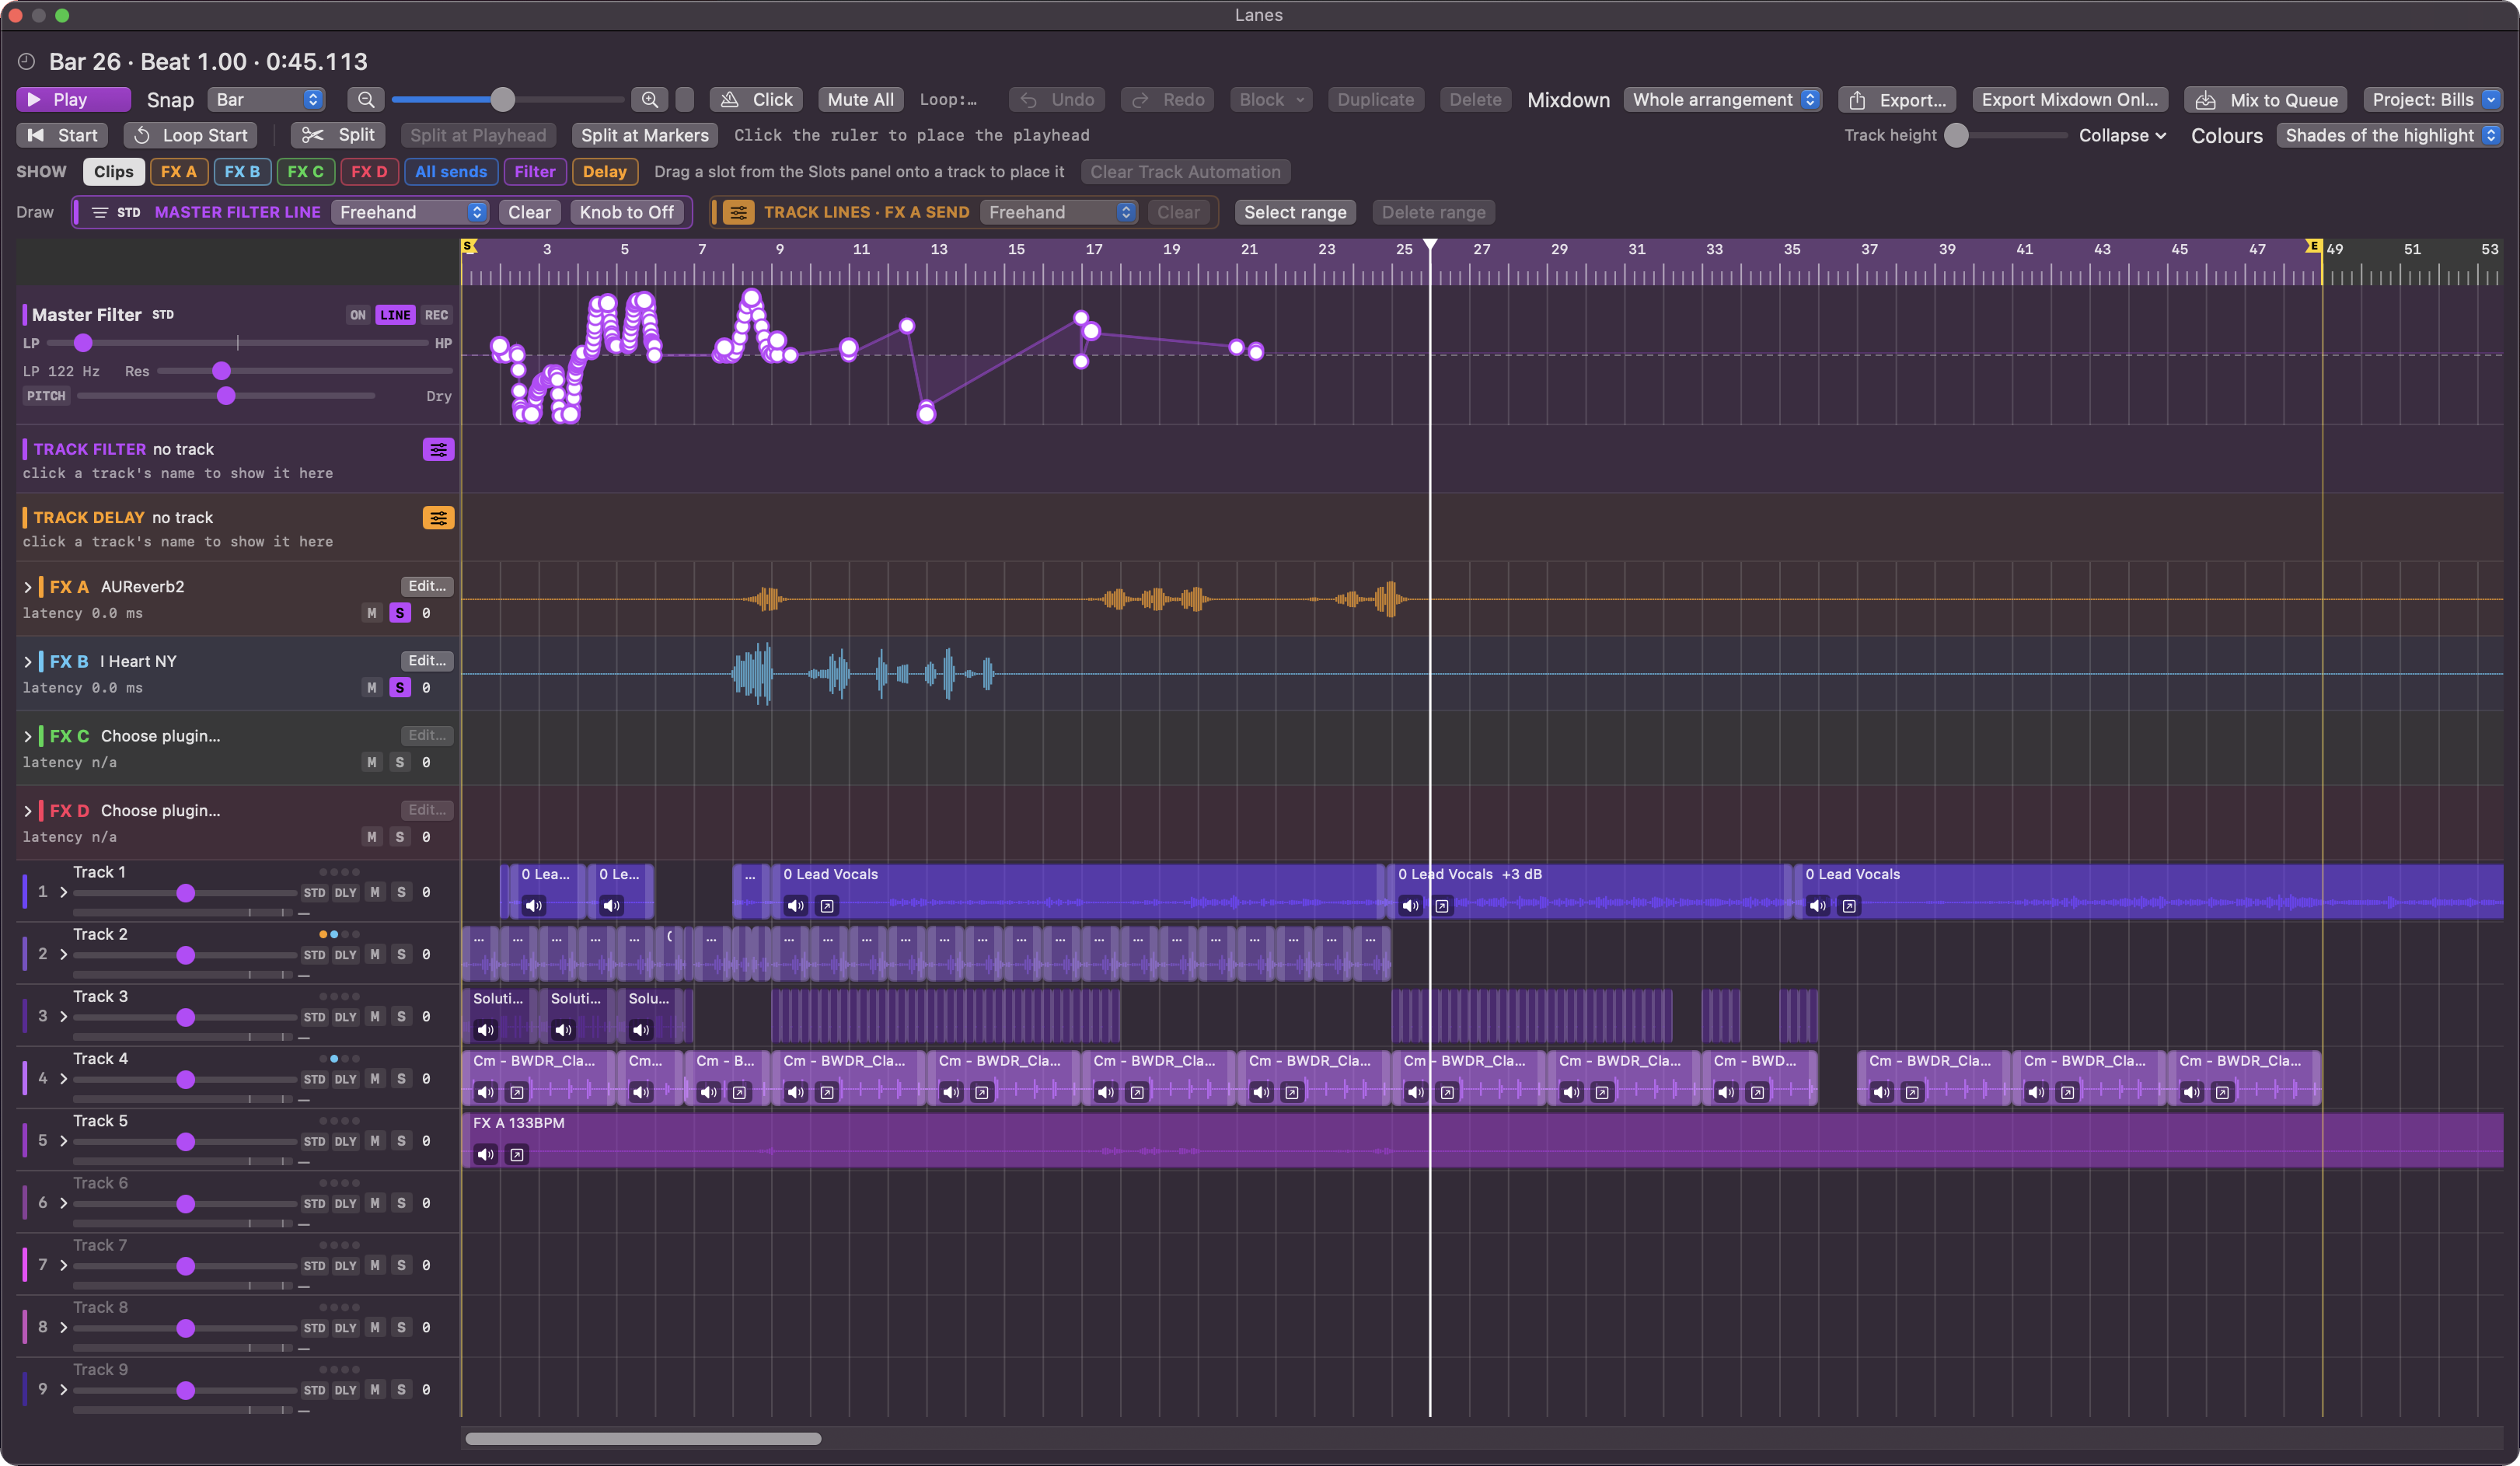 Lanes
Bar 26 · Beat 1.00 · 0:45.113
Play Snap Bar Click Mute All Loop:… Undo Redo Block Duplicate Delete Mixdown Whole arrangement Export... Export Mixdown Onl... Mix to Queue Project: Bills
Start Loop Start Split Split at Playhead Split at Markers Click the ruler to place the playhead Track height Collapse Colours Shades of the highlight
SHOW Clips FX A FX B FX C FX D All sends Filter Delay Drag a slot from the Slots panel onto a track to place it Clear Track Automation
Draw STD MASTER FILTER LINE Freehand Clear Knob to Off TRACK LINES · FX A SEND Freehand Clear Select range Delete range
S 3 5 7 9 11 13 15 17 19 21 23 25 27 29 31 33 35 37 39 41 43 45 47 E 49 51 53
Master Filter STD ON LINE REC
LP HP
LP 122 Hz Res
PITCH Dry
TRACK FILTER no track
click a track's name to show it here
TRACK DELAY no track
click a track's name to show it here
FX A AUReverb2 Edit...
latency 0.0 ms M S 0
FX B I Heart NY Edit...
latency 0.0 ms M S 0
FX C Choose plugin... Edit...
latency n/a M S 0
FX D Choose plugin... Edit...
latency n/a M S 0
Track 1 0 Lea... 0 Le... ... 0 Lead Vocals 0 Lead Vocals +3 dB 0 Lead Vocals
1 STD DLY M S 0
Track 2 ... ... ... ... ... ... ... ... ... ... ... ... ... ... ... ... ... ... ... ... ... ...
2 STD DLY M S 0
Track 3 Soluti... Soluti... Solu...
3 STD DLY M S 0
Track 4 Cm - BWDR_Cla... Cm... Cm - B... Cm - BWDR_Cla... Cm - BWDR_Cla... Cm - BWDR_Cla... Cm - BWDR_Cla... Cm - BWDR_Cla... Cm - BWDR_Cla... Cm - BWD... Cm - BWDR_Cla... Cm - BWDR_Cla... Cm - BWDR_Cla...
4 STD DLY M S 0
Track 5 FX A 133BPM
5 STD DLY M S 0
Track 6
6 STD DLY M S 0
Track 7
7 STD DLY M S 0
Track 8
8 STD DLY M S 0
Track 9
9 STD DLY M S 0